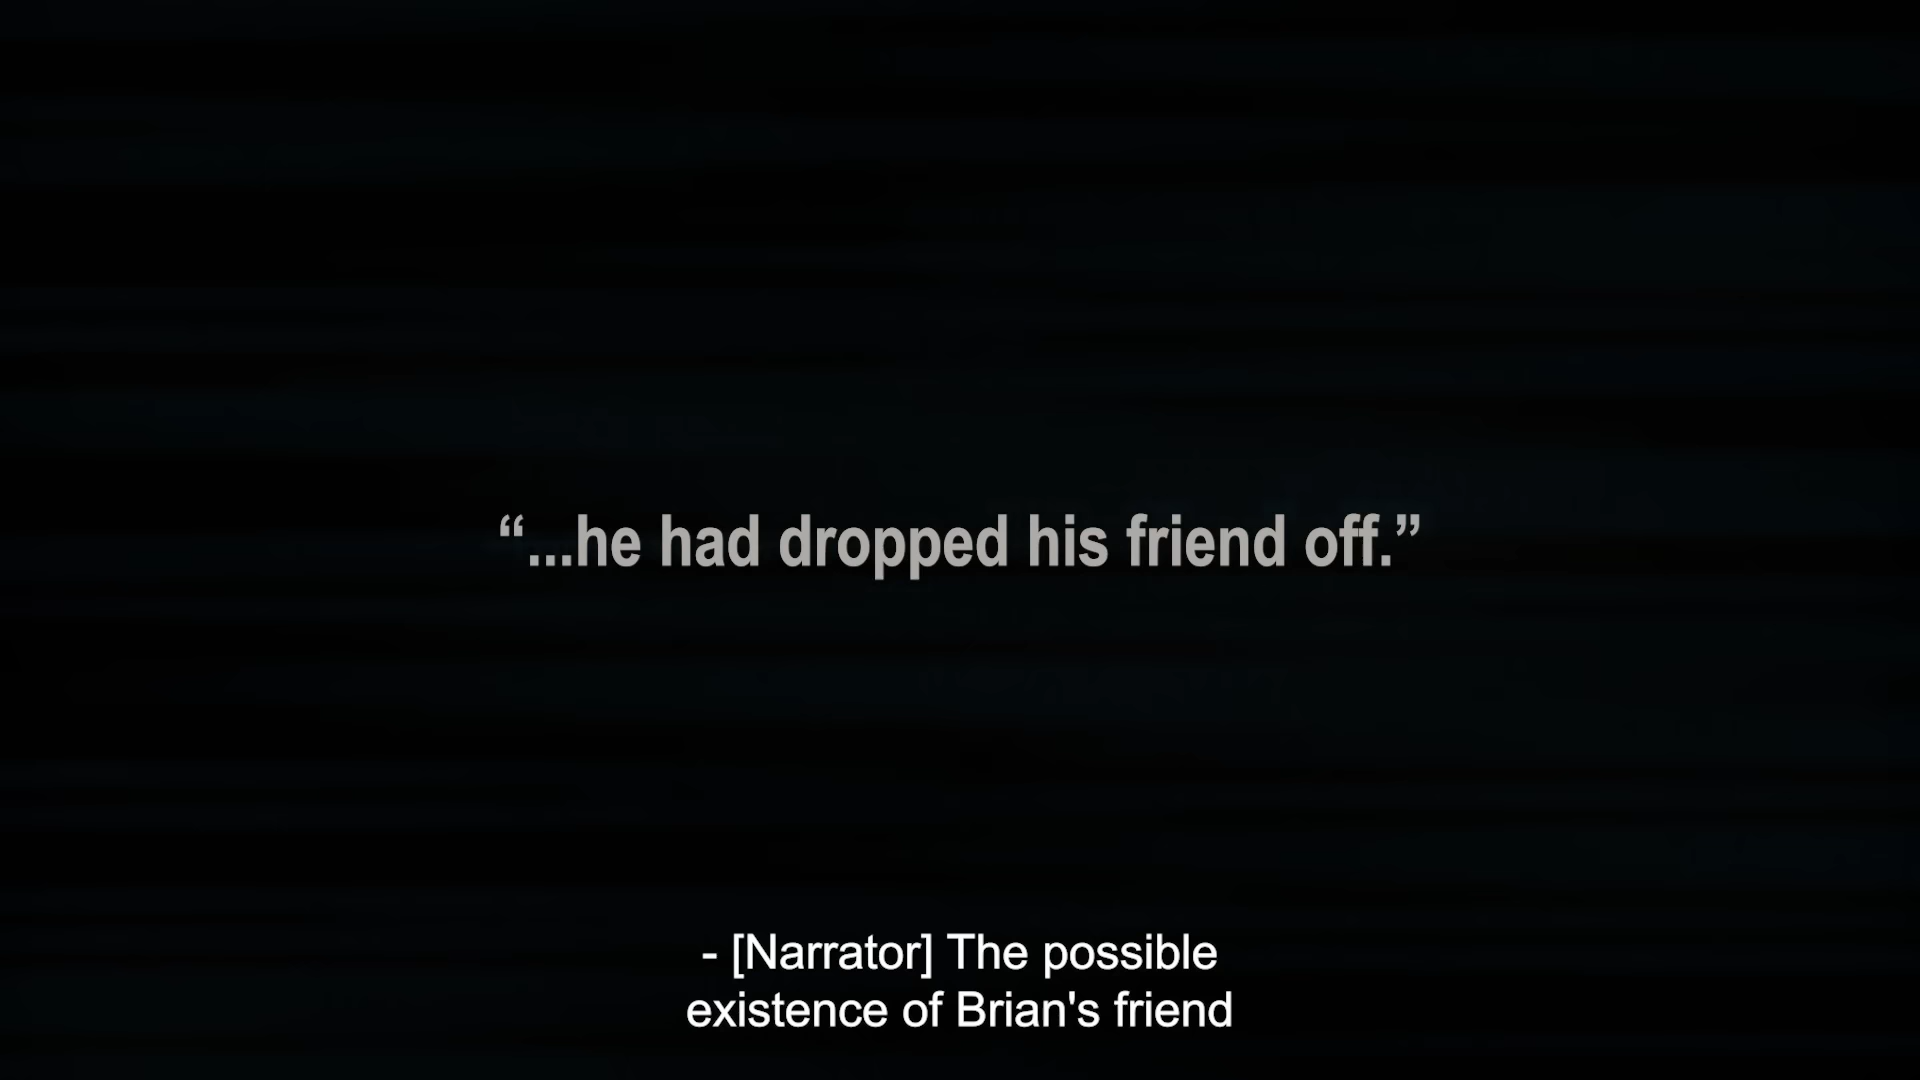 “...he had dropped his friend off.”
- [Narrator] The possible
existence of Brian's friend